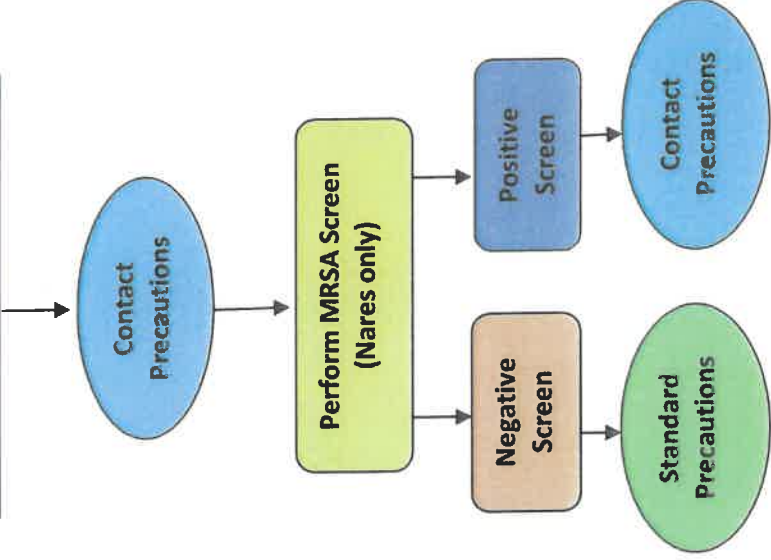 Contact
Precautions
Perform MRSA Screen
(Nares only)
Negative
Screen
Positive
Screen
Standard
Precautions
Contact
Precautions